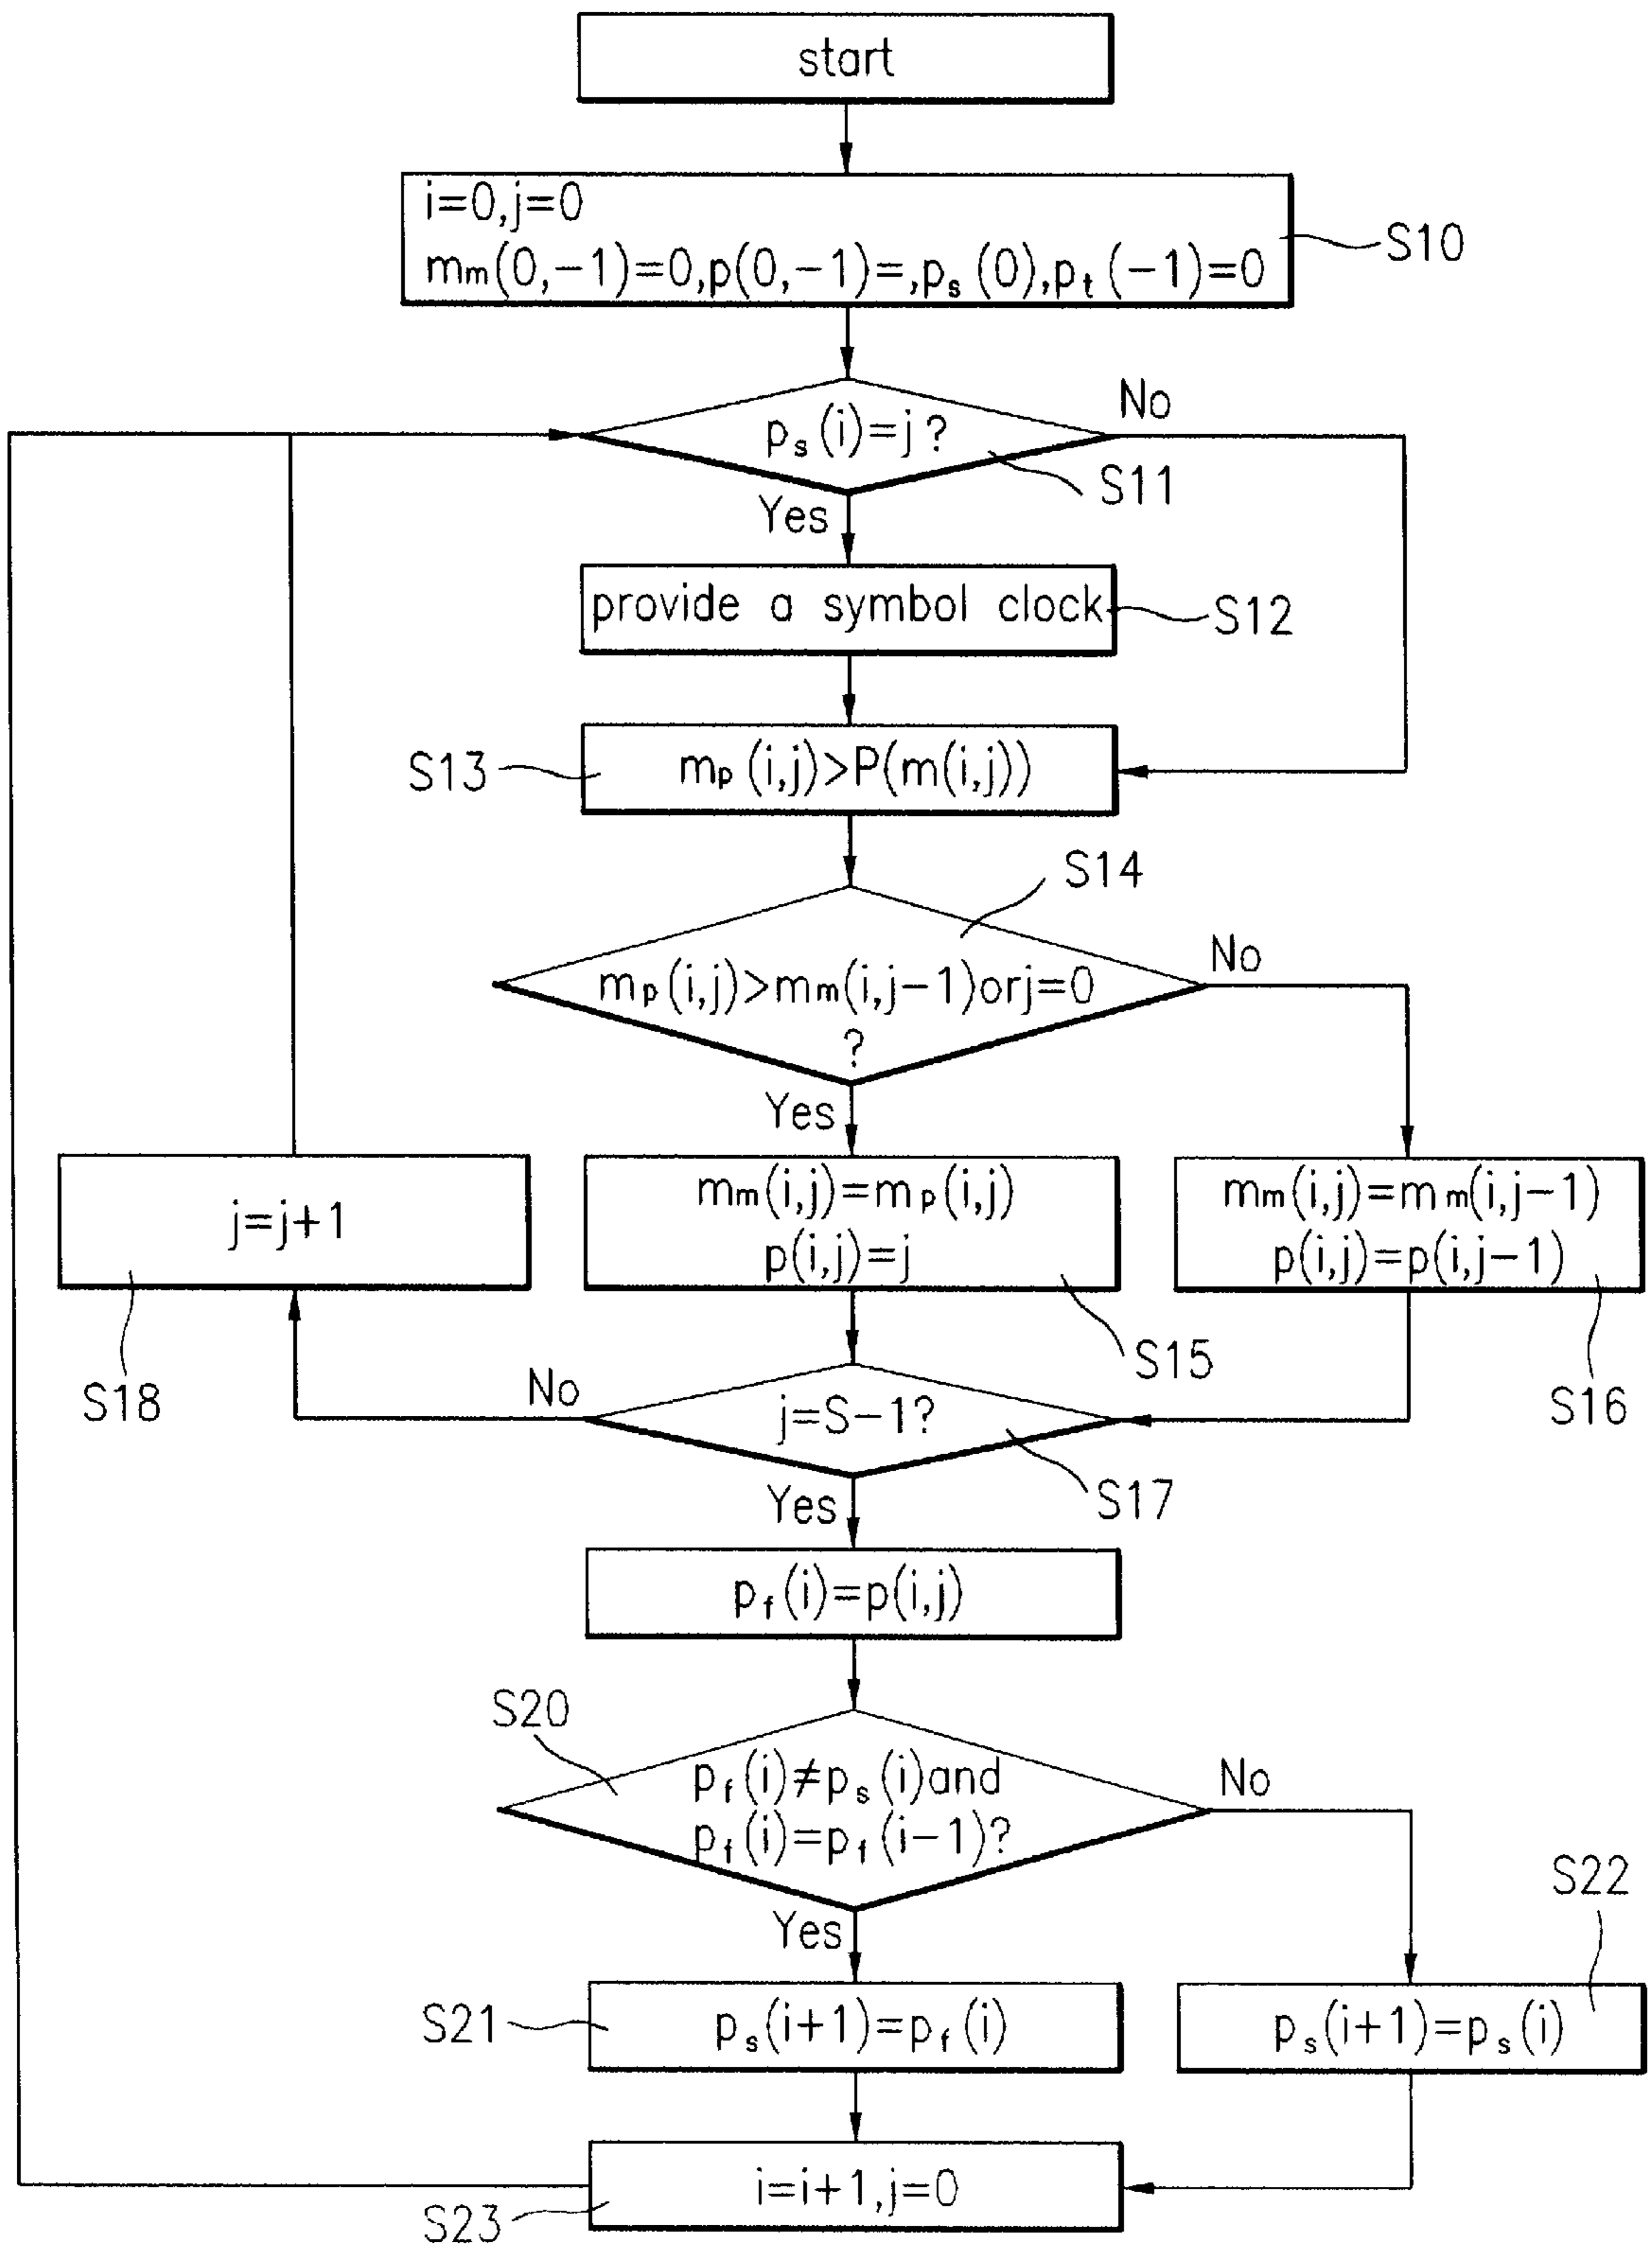 start
i=0,j=0
mm(0,−1)=0,p(0,−1)=,ps(0),pt(−1)=0
S10
ps(i)=j?
No
S11
Yes
provide a symbol clock
S12
mp(i,j)>P(m(i,j))
S13
S14
mp(i,j)>mm(i,j−1)orj=0
?
No
Yes
j=j+1
mm(i,j)=mp(i,j)
p(i,j)=j
mm(i,j)=mm(i,j−1)
p(i,j)=p(i,j−1)
S18
S15
S16
No
j=S−1?
S17
Yes
pf(i)=p(i,j)
S20
pf(i)≠ps(i)and
pf(i)=pf(i−1)?
No
Yes
S22
S21
ps(i+1)=pf(i)
ps(i+1)=ps(i)
i=i+1,j=0
S23